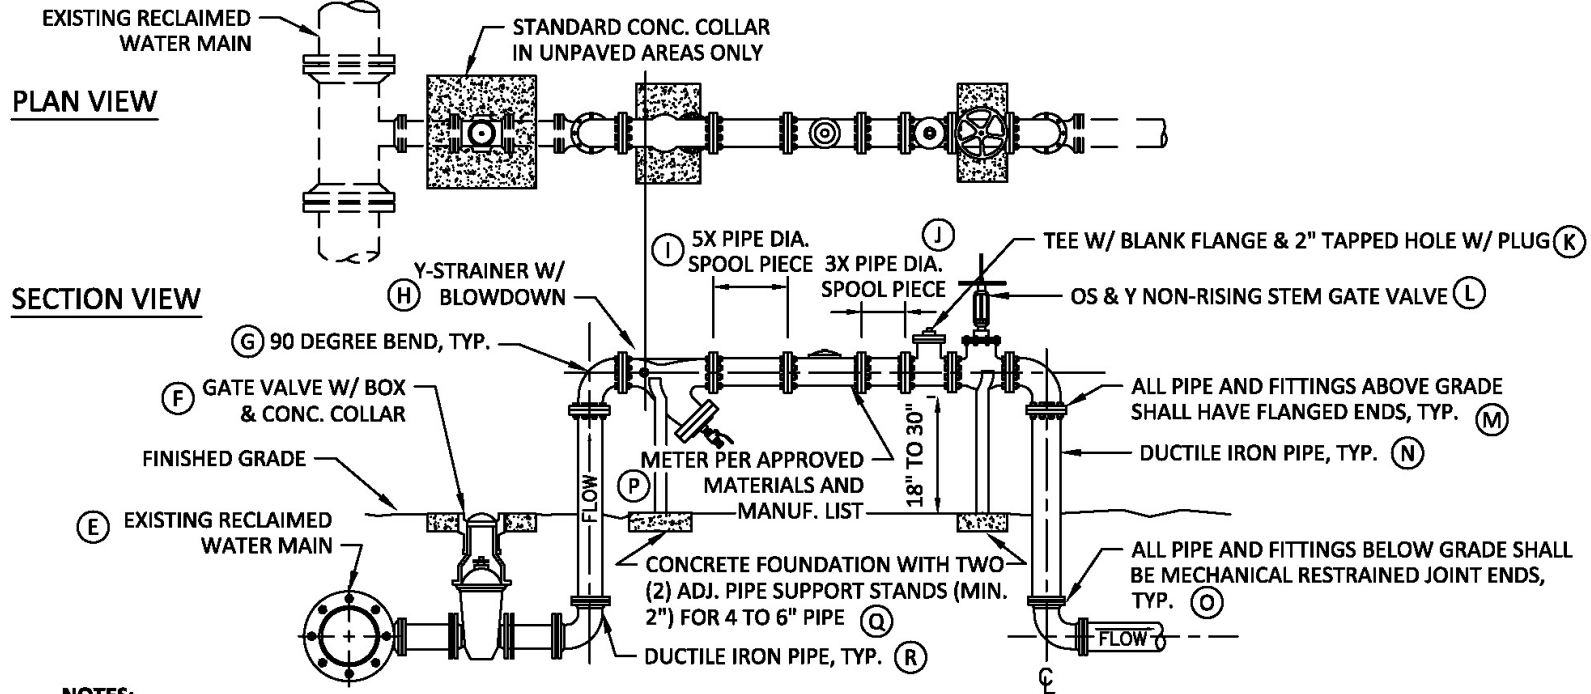 EXISTING RECLAIMED
WATER MAIN
STANDARD CONC. COLLAR
IN UNPAVED AREAS ONLY
PLAN VIEW
SECTION VIEW
H Y-STRAINER W/
BLOWDOWN
I 5X PIPE DIA.
SPOOL PIECE
J
3X PIPE DIA.
SPOOL PIECE
TEE W/ BLANK FLANGE & 2" TAPPED HOLE W/ PLUG K
OS & Y NON-RISING STEM GATE VALVE L
G 90 DEGREE BEND, TYP.
F GATE VALVE W/ BOX
& CONC. COLLAR
ALL PIPE AND FITTINGS ABOVE GRADE
SHALL HAVE FLANGED ENDS, TYP. M
FINISHED GRADE
FLOW
P METER PER APPROVED
MATERIALS AND
MANUF. LIST
18" TO 30"
DUCTILE IRON PIPE, TYP. N
E EXISTING RECLAIMED
WATER MAIN
CONCRETE FOUNDATION WITH TWO
(2) ADJ. PIPE SUPPORT STANDS (MIN.
2") FOR 4 TO 6" PIPE Q
ALL PIPE AND FITTINGS BELOW GRADE SHALL
BE MECHANICAL RESTRAINED JOINT ENDS,
TYP. O
DUCTILE IRON PIPE, TYP. R
FLOW
℄
NOTES: